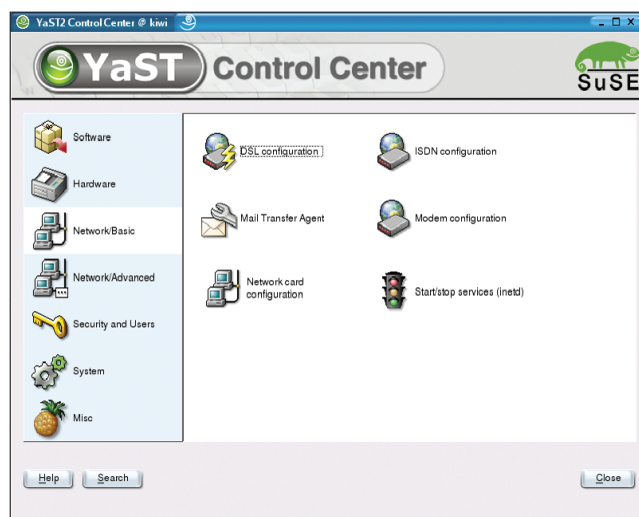 YaST2 Control Center @ kiwi
YaST Control Center
SuSE
Software
Hardware
Network/Basic
Network/Advanced
Security and Users
System
Misc
DSL configuration
ISDN configuration
Mail Transfer Agent
Modem configuration
Network card
configuration
Start/stop services (inetd)
Help
Search
Close